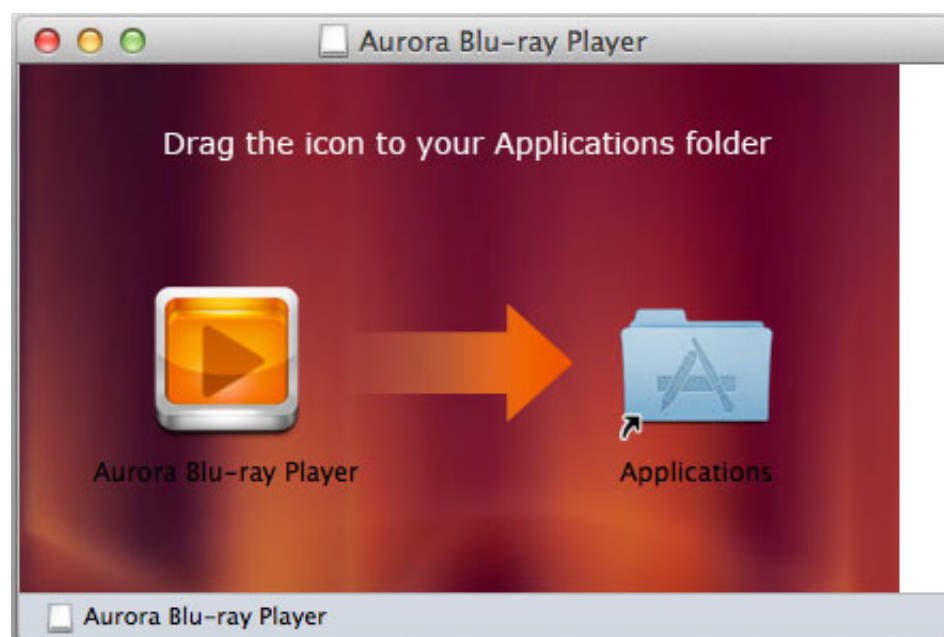 Aurora Blu-ray Player
Drag the icon to your Applications folder
Aurora Blu-ray Player
Applications
Aurora Blu-ray Player